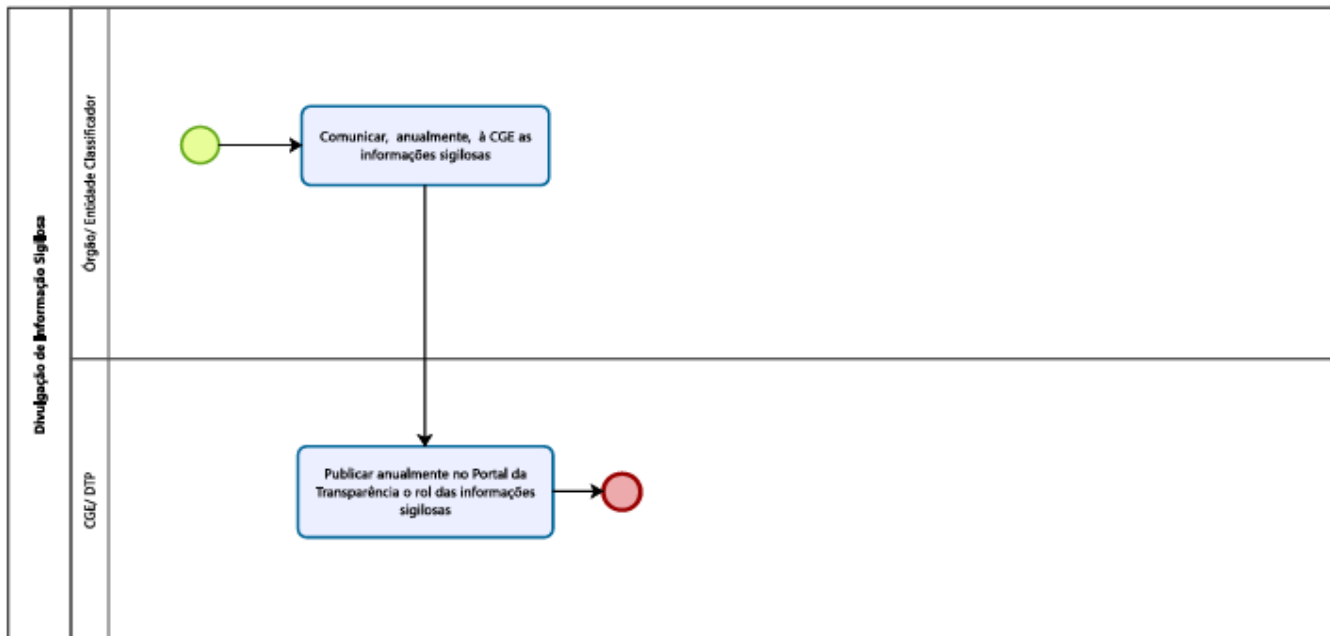 Divulgação de Informação Sigilosa
Órgão/ Entidade Classificador
Comunicar, anualmente, à CGE as
informações sigilosas
CGE/ DTP
Publicar anualmente no Portal da
Transparência o rol das informações
sigilosas